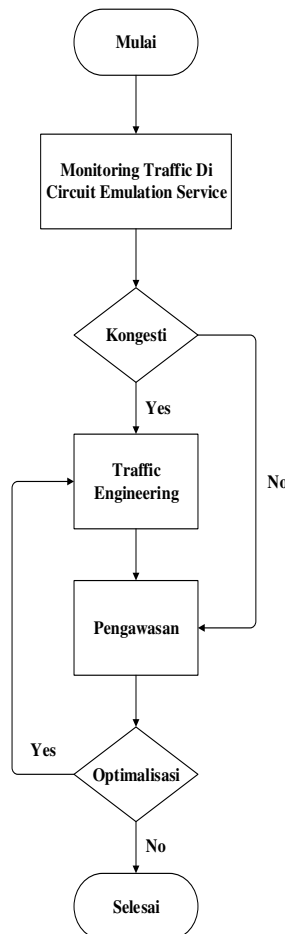 Mulai
Monitoring Traffic Di
Circuit Emulation Service
Kongesti
Yes
Traffic
Engineering
No
Pengawasan
Yes
Optimalisasi
No
Selesai